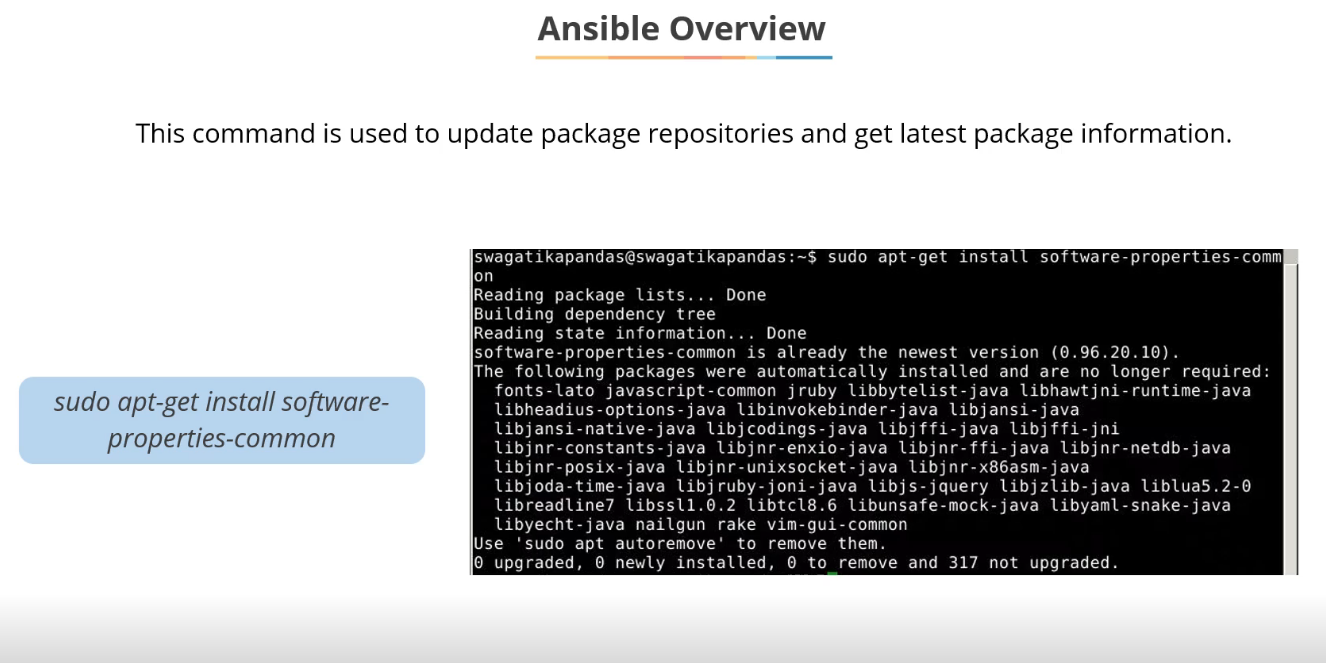 Ansible Overview
This command is used to update package repositories and get latest package information.
sudo apt-get install software-
properties-common
swagatikapandas@swagatikapandas:~$ sudo apt-get install software-properties-comm
on
Reading package lists... Done
Building dependency tree
Reading state information... Done
software-properties-common is already the newest version (0.96.20.10).
The following packages were automatically installed and are no longer required:
fonts-lato javascript-common jruby libbytelist-java libhawtjni-runtime-java
libheadius-options-java libinvokebinder-java libjansi-java
libjansi-native-java libjcodings-java libjffi-java libjffi-jni
libjnr-constants-java libjnr-enxio-java libjnr-ffi-java libjnr-netdb-java
libjnr-posix-java libjnr-unixsocket-java libjnr-x86asm-java
libjoda-time-java libjruby-joni-java libjs-jquery libjzlib-java liblua5.2-0
libreadline7 libssl1.0.2 libtcl8.6 libunsafe-mock-java libyaml-snake-java
libyecht-java nailgun rake vim-gui-common
Use 'sudo apt autoremove' to remove them.
0 upgraded, 0 newly installed, 0 to remove and 317 not upgraded.